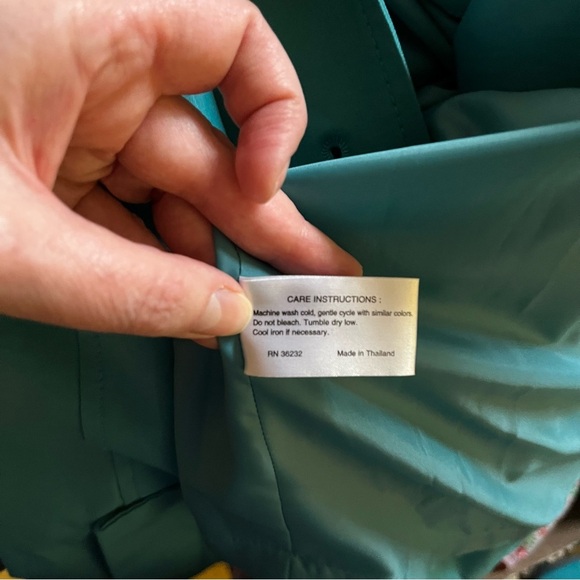 CARE INSTRUCTIONS :
Machine wash cold, gentle cycle with similar colors.
Do not bleach. Tumble dry low.
Cool iron if necessary.
RN 36232 Made in Thailand